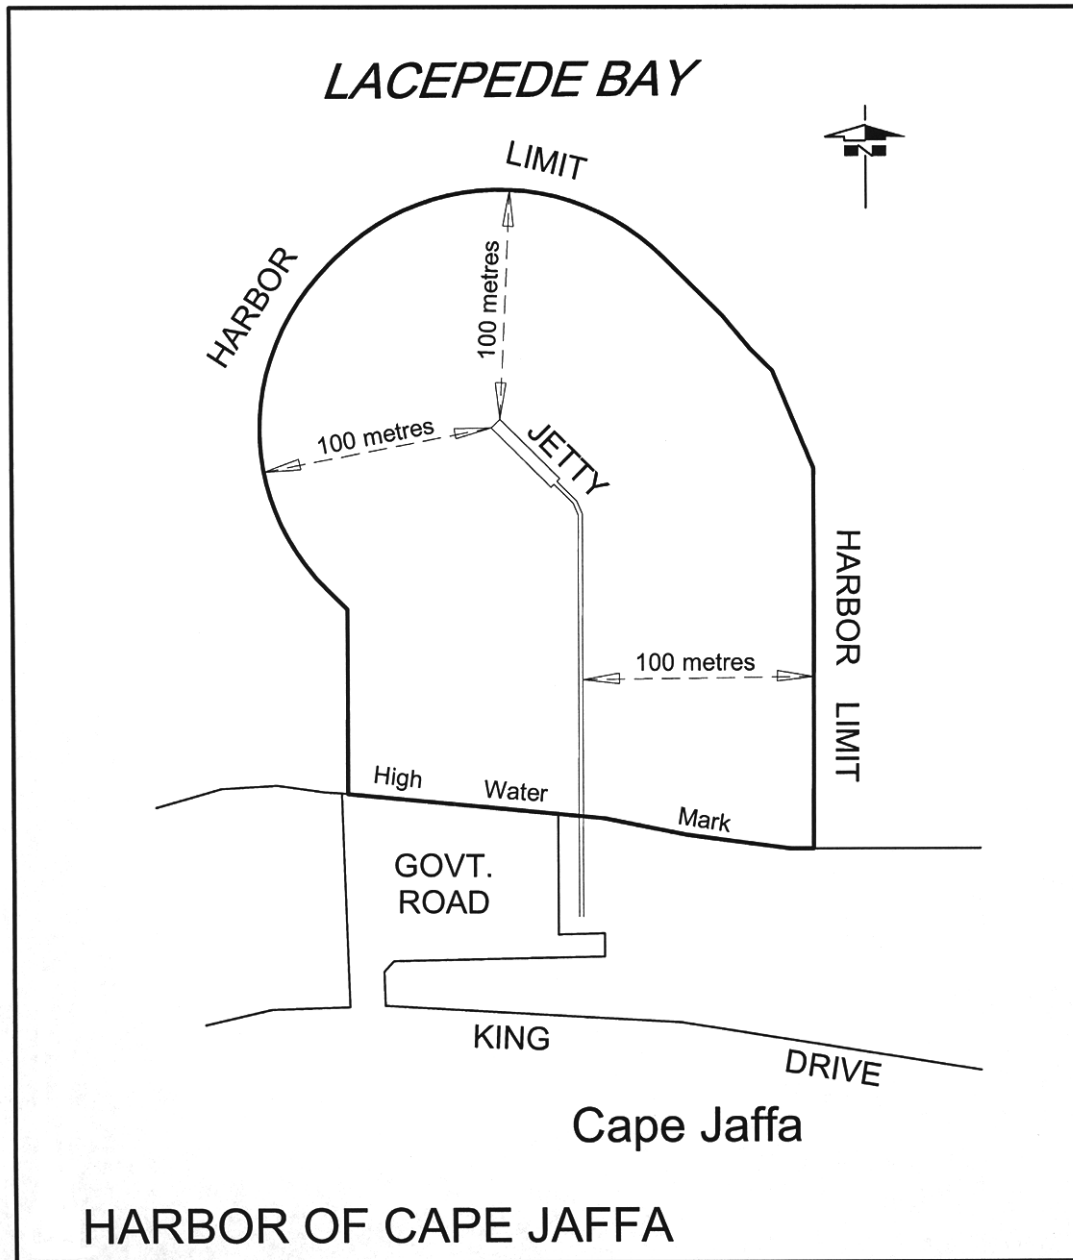 LACEPEDE BAY
LIMIT
N
HARBOR
100 metres
100 metres
JETTY
HARBOR LIMIT
100 metres
High Water Mark
GOVT.
ROAD
KING DRIVE
Cape Jaffa
HARBOR OF CAPE JAFFA